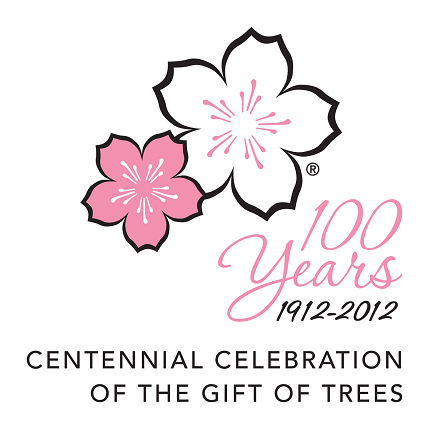 ®
100
Years
1912-2012
CENTENNIAL CELEBRATION
OF THE GIFT OF TREES